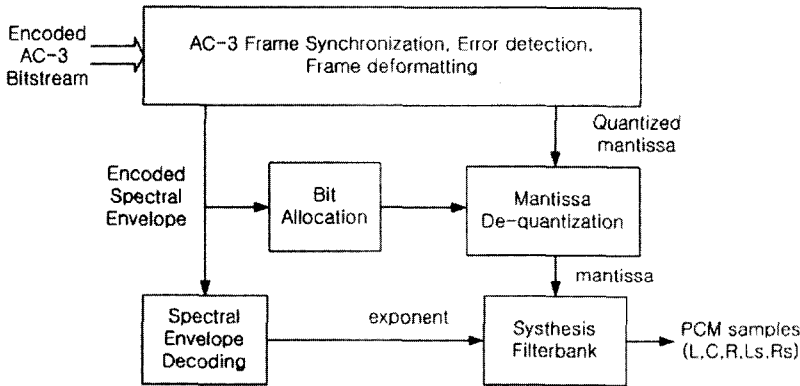 Encoded
AC-3
Bitstream
AC-3 Frame Synchronization, Error detection,
Frame deformatting
Quantized
mantissa
Encoded
Spectral
Envelope
Bit
Allocation
Mantissa
De-quantization
mantissa
Spectral
Envelope
Decoding
exponent
Systhesis
Filterbank
PCM samples
(L,C,R,Ls,Rs)